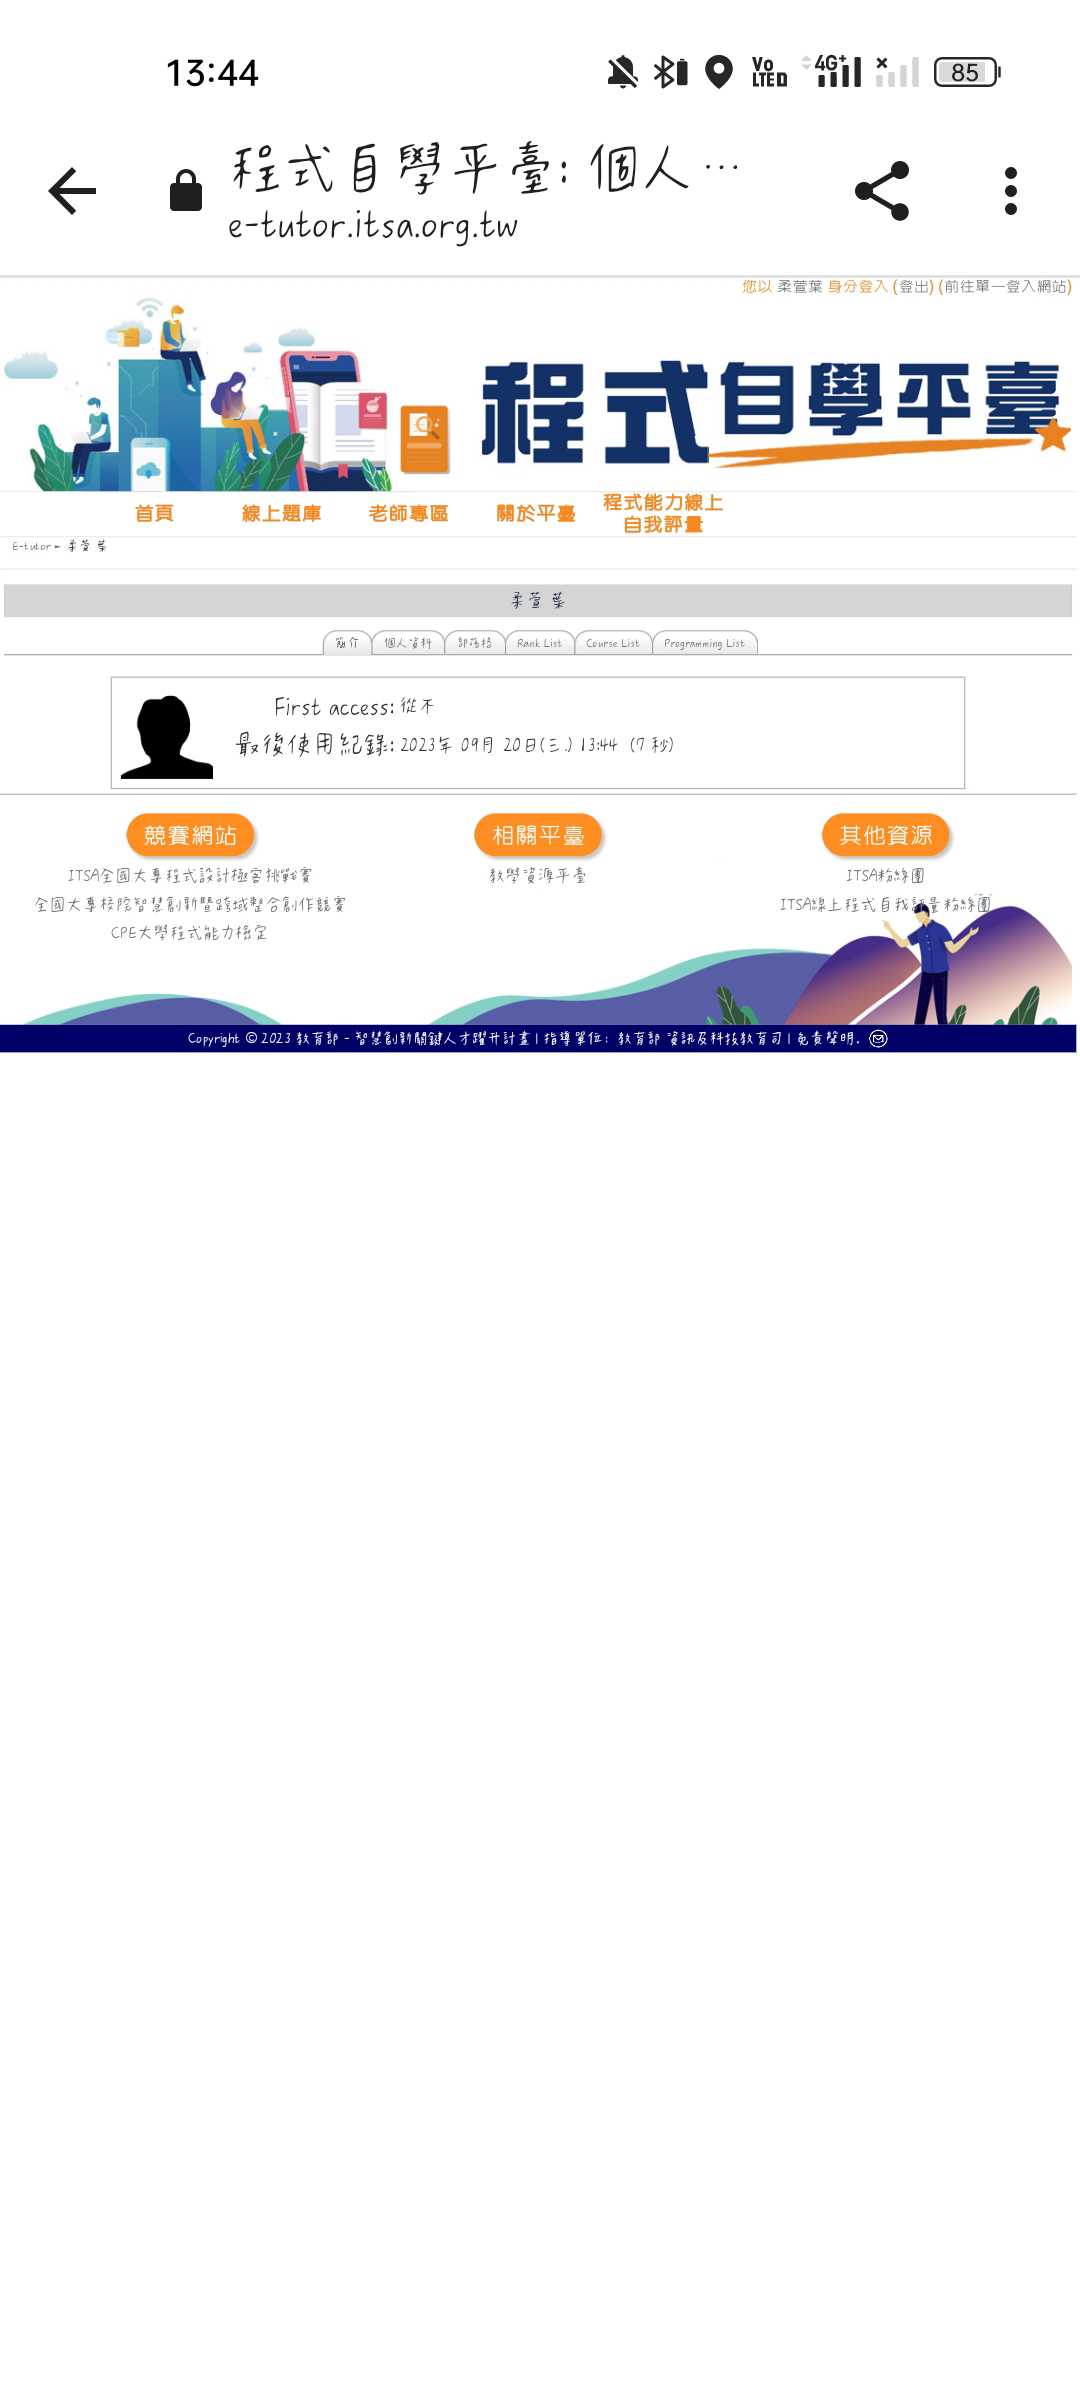 13:44
Vo LTE D 4G+ 85
程式自學平臺: 個人 …
e-tutor.itsa.org.tw
您以 柔萱葉 身分登入 (登出) (前往單一登入網站)
程式自學平臺
首頁 線上題庫 老師專區 關於平臺 程式能力線上
自我評量
E-tutor ► 柔萱 葉
柔萱 葉
簡介 個人資料 部落格 Rank List Course List Programming List
First access: 從不
最後使用紀錄: 2023年 09月 20日(三.) 13:44 (7 秒)
競賽網站 相關平臺 其他資源
ITSA全國大專程式設計極客挑戰賽 教學資源平臺 ITSA粉絲團
全國大專校院智慧創新暨跨域整合創作競賽 ITSA線上程式自我評量粉絲團
CPE大學程式能力檢定
Copyright © 2023 教育部 - 智慧創新關鍵人才躍升計畫 | 指導單位: 教育部 資訊及科技教育司 | 免責聲明.